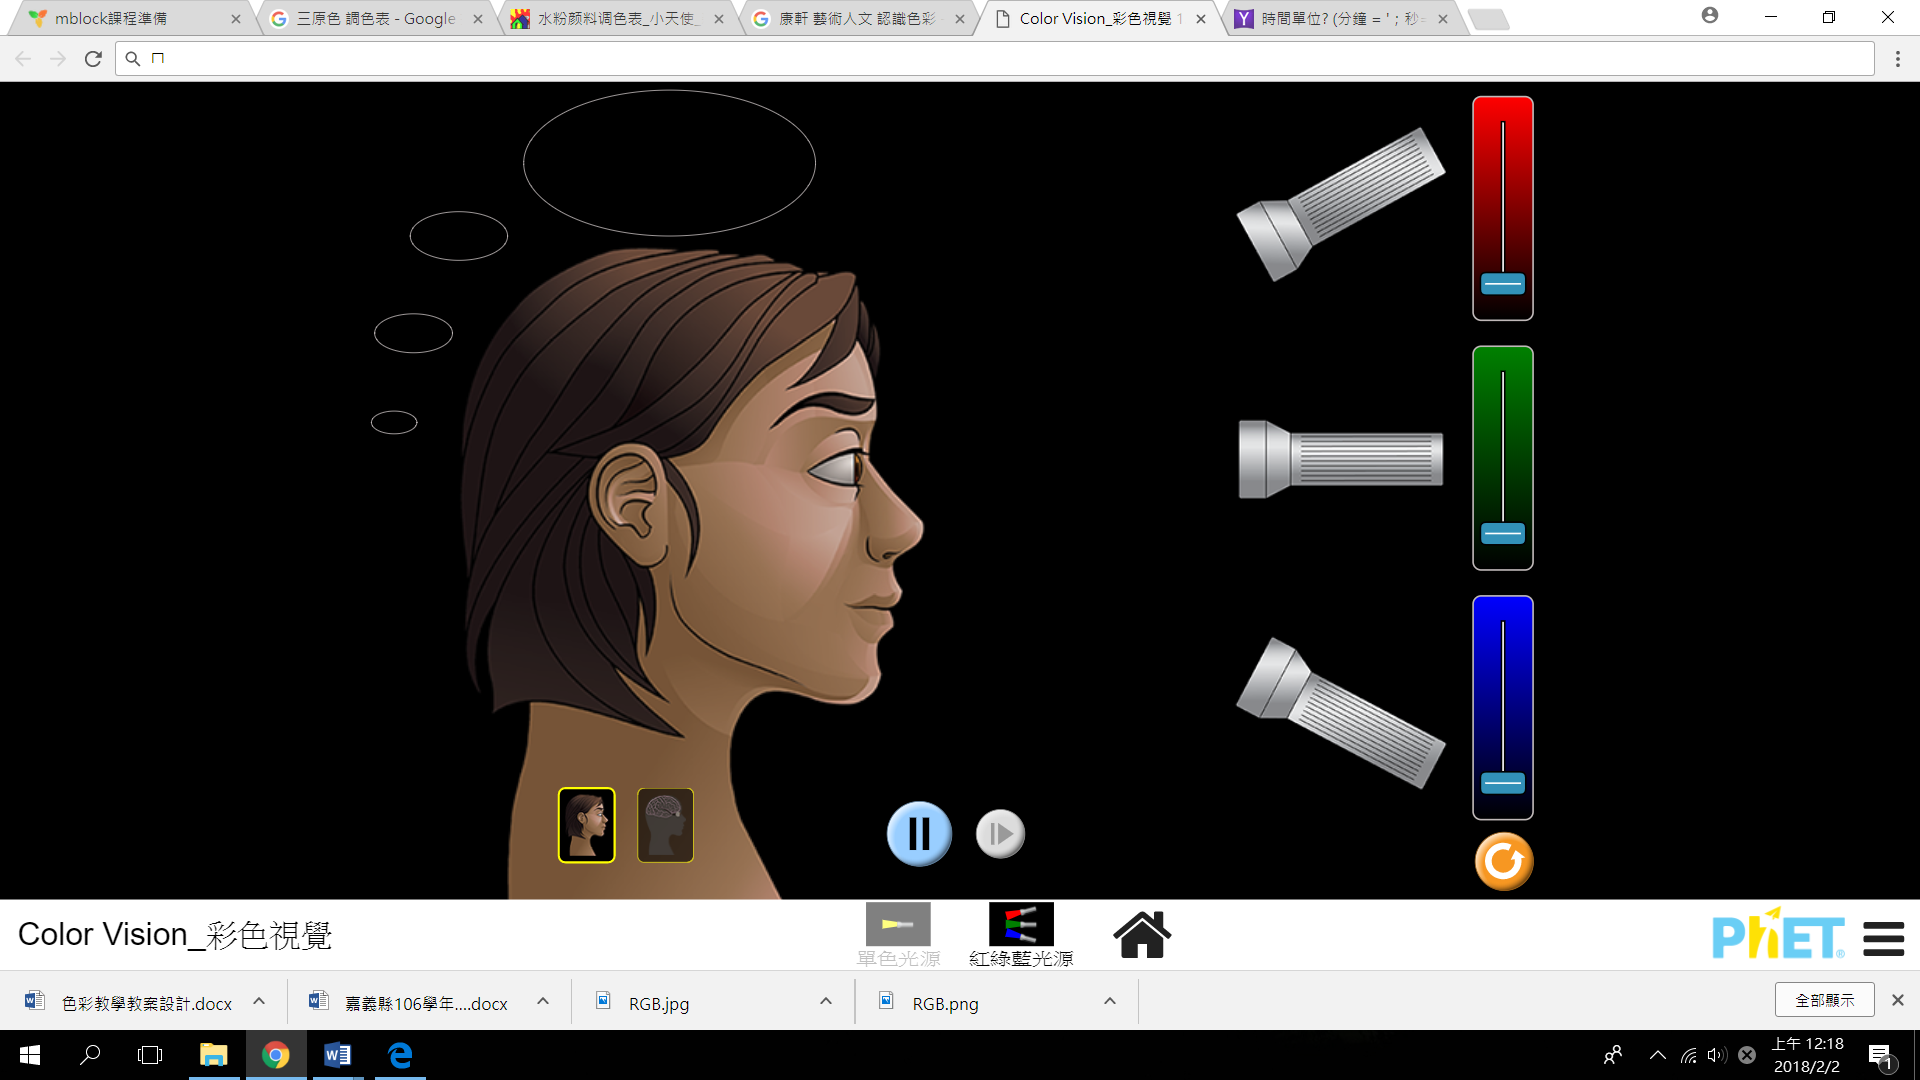 mblock課程準備
三原色 調色表 - Google
水粉颜料调色表_小天使_
康軒 藝術人文 認識色彩
Color Vision_彩色視覺 1
時間單位? (分鐘 = ' ; 秒=
Color Vision_彩色視覺
單色光源
紅綠藍光源
PhET
色彩教學教案設計.docx
嘉義縣106學年....docx
RGB.jpg
RGB.png
全部顯示
上午 12:18
2018/2/2
1